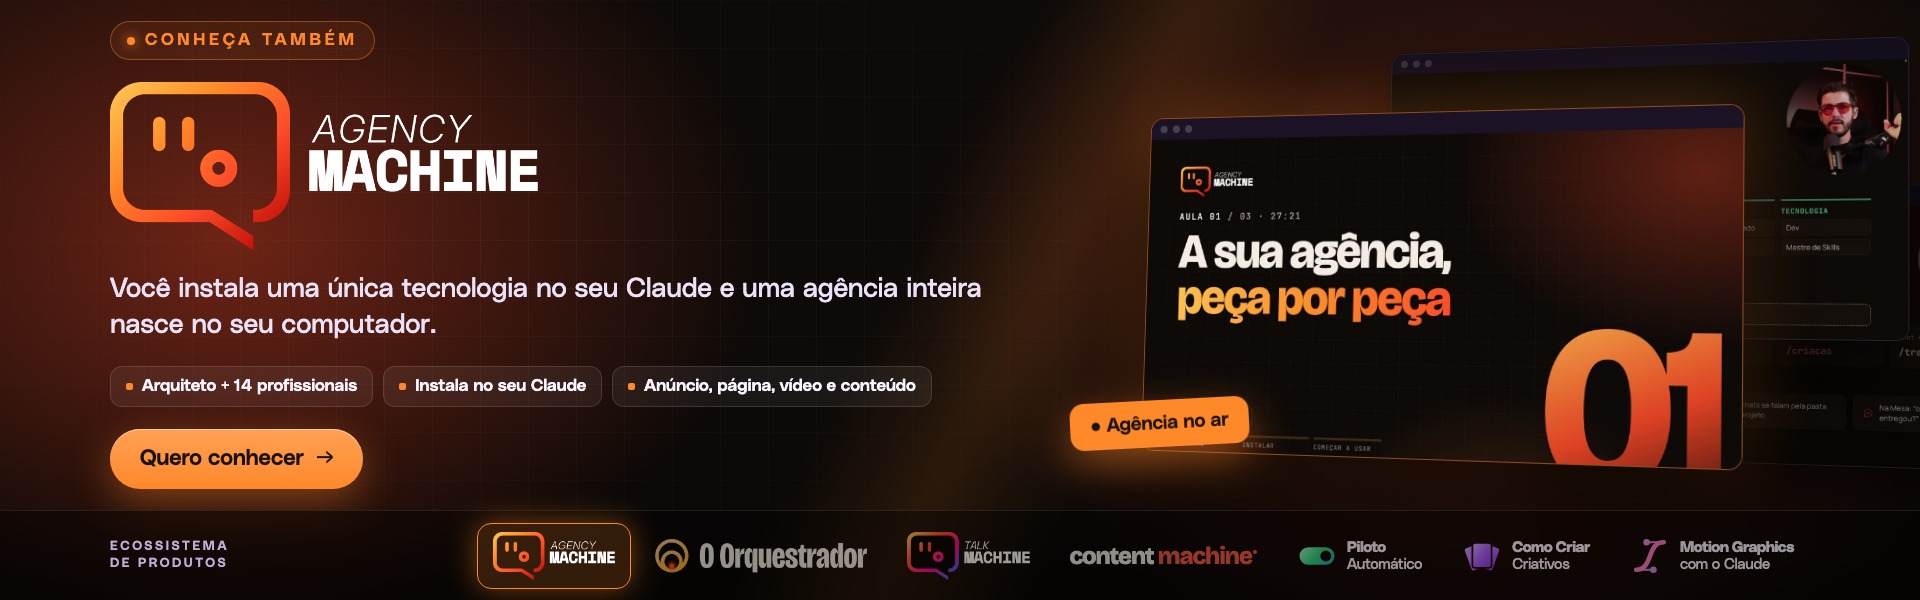 CONHEÇA TAMBÉM
AGENCY
MACHINE
Você instala uma única tecnologia no seu Claude e uma agência inteira
nasce no seu computador.
Arquiteto + 14 profissionais
Instala no seu Claude
Anúncio, página, vídeo e conteúdo
Quero conhecer →
AGENCY
MACHINE
AULA 01 / 03 · 27:21
A sua agência,
peça por peça
01
Agência no ar
INSTALAR
COMEÇAR A USAR
TECNOLOGIA
Dev
Mestre de Skills
/criacao
Na Mesa:
entregou?"
ECOSSISTEMA
DE PRODUTOS
AGENCY
MACHINE
O Orquestrador
TALK
MACHINE
content machine
Piloto
Automático
Como Criar
Criativos
Motion Graphics
com o Claude